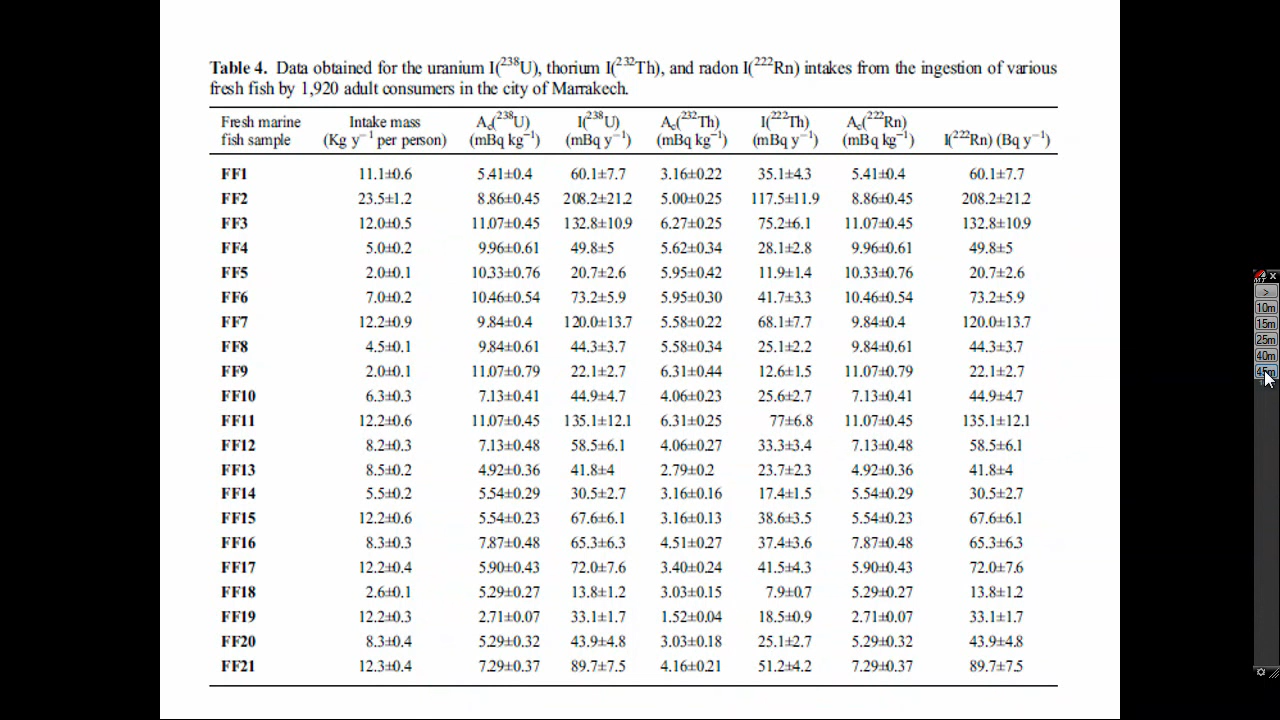 Table 4. Data obtained for the uranium I(²³⁸U), thorium I(²³²Th), and radon I(²²²Rn) intakes from the ingestion of various
fresh fish by 1,920 adult consumers in the city of Marrakech.
Fresh marine Intake mass Ac(²³⁸U) I(²³⁸U) Ac(²³²Th) I(²²²Th) Ac(²²²Rn)
fish sample (Kg y⁻¹ per person) (mBq kg⁻¹) (mBq y⁻¹) (mBq kg⁻¹) (mBq y⁻¹) (mBq kg⁻¹) I(²²²Rn) (Bq y⁻¹)
FF1 11.1±0.6 5.41±0.4 60.1±7.7 3.16±0.22 35.1±4.3 5.41±0.4 60.1±7.7
FF2 23.5±1.2 8.86±0.45 208.2±21.2 5.00±0.25 117.5±11.9 8.86±0.45 208.2±21.2
FF3 12.0±0.5 11.07±0.45 132.8±10.9 6.27±0.25 75.2±6.1 11.07±0.45 132.8±10.9
FF4 5.0±0.2 9.96±0.61 49.8±5 5.62±0.34 28.1±2.8 9.96±0.61 49.8±5
FF5 2.0±0.1 10.33±0.76 20.7±2.6 5.95±0.42 11.9±1.4 10.33±0.76 20.7±2.6
FF6 7.0±0.2 10.46±0.54 73.2±5.9 5.95±0.30 41.7±3.3 10.46±0.54 73.2±5.9
FF7 12.2±0.9 9.84±0.4 120.0±13.7 5.58±0.22 68.1±7.7 9.84±0.4 120.0±13.7
FF8 4.5±0.1 9.84±0.61 44.3±3.7 5.58±0.34 25.1±2.2 9.84±0.61 44.3±3.7
FF9 2.0±0.1 11.07±0.79 22.1±2.7 6.31±0.44 12.6±1.5 11.07±0.79 22.1±2.7
FF10 6.3±0.3 7.13±0.41 44.9±4.7 4.06±0.23 25.6±2.7 7.13±0.41 44.9±4.7
FF11 12.2±0.6 11.07±0.45 135.1±12.1 6.31±0.25 77±6.8 11.07±0.45 135.1±12.1
FF12 8.2±0.3 7.13±0.48 58.5±6.1 4.06±0.27 33.3±3.4 7.13±0.48 58.5±6.1
FF13 8.5±0.2 4.92±0.36 41.8±4 2.79±0.2 23.7±2.3 4.92±0.36 41.8±4
FF14 5.5±0.2 5.54±0.29 30.5±2.7 3.16±0.16 17.4±1.5 5.54±0.29 30.5±2.7
FF15 12.2±0.6 5.54±0.23 67.6±6.1 3.16±0.13 38.6±3.5 5.54±0.23 67.6±6.1
FF16 8.3±0.3 7.87±0.48 65.3±6.3 4.51±0.27 37.4±3.6 7.87±0.48 65.3±6.3
FF17 12.2±0.4 5.90±0.43 72.0±7.6 3.40±0.24 41.5±4.3 5.90±0.43 72.0±7.6
FF18 2.6±0.1 5.29±0.27 13.8±1.2 3.03±0.15 7.9±0.7 5.29±0.27 13.8±1.2
FF19 12.2±0.3 2.71±0.07 33.1±1.7 1.52±0.04 18.5±0.9 2.71±0.07 33.1±1.7
FF20 8.3±0.4 5.29±0.32 43.9±4.8 3.03±0.18 25.1±2.7 5.29±0.32 43.9±4.8
FF21 12.3±0.4 7.29±0.37 89.7±7.5 4.16±0.21 51.2±4.2 7.29±0.37 89.7±7.5
>
10m
15m
25m
40m
45m